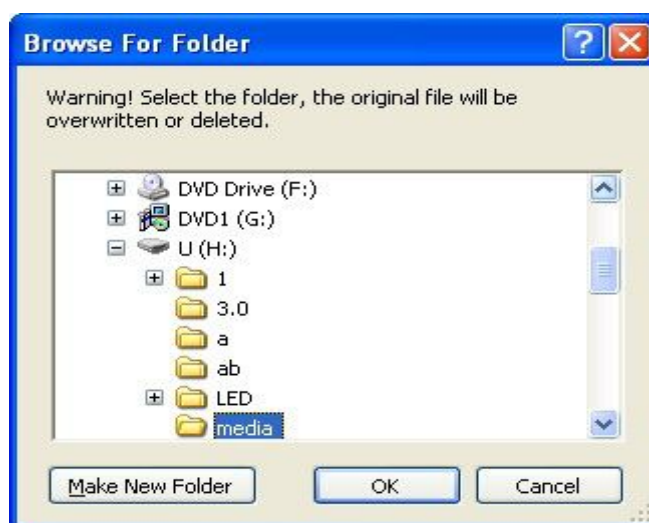 Browse For Folder
Warning! Select the folder, the original file will be
overwritten or deleted.
DVD Drive (F:)
DVD1 (G:)
U (H:)
1
3.0
a
ab
LED
media
Make New Folder
OK
Cancel